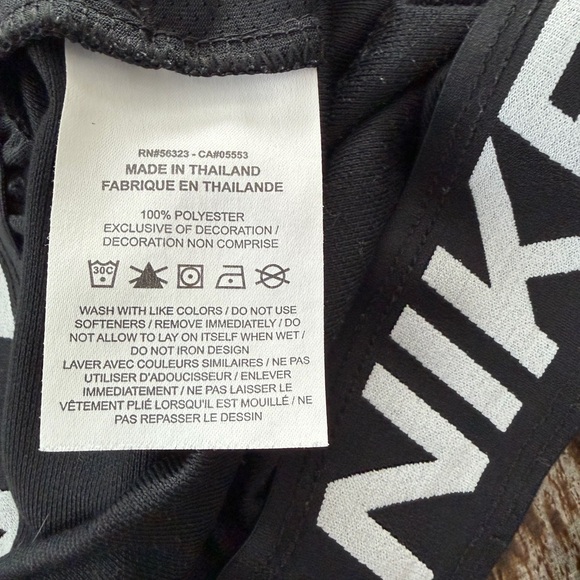 RN#56323 - CA#05553
MADE IN THAILAND
FABRIQUE EN THAILANDE
100% POLYESTER
EXCLUSIVE OF DECORATION /
DECORATION NON COMPRISE
30C
WASH WITH LIKE COLORS / DO NOT USE
SOFTENERS / REMOVE IMMEDIATELY / DO
NOT ALLOW TO LAY ON ITSELF WHEN WET /
DO NOT IRON DESIGN
LAVER AVEC COULEURS SIMILAIRES / NE PAS
UTILISER D'ADOUCISSEUR / ENLEVER
IMMEDIATEMENT / NE PAS LAISSER LE
VÊTEMENT PLIÉ LORSQU'IL EST MOUILLÉ / NE
PAS REPASSER LE DESSIN
NIKE